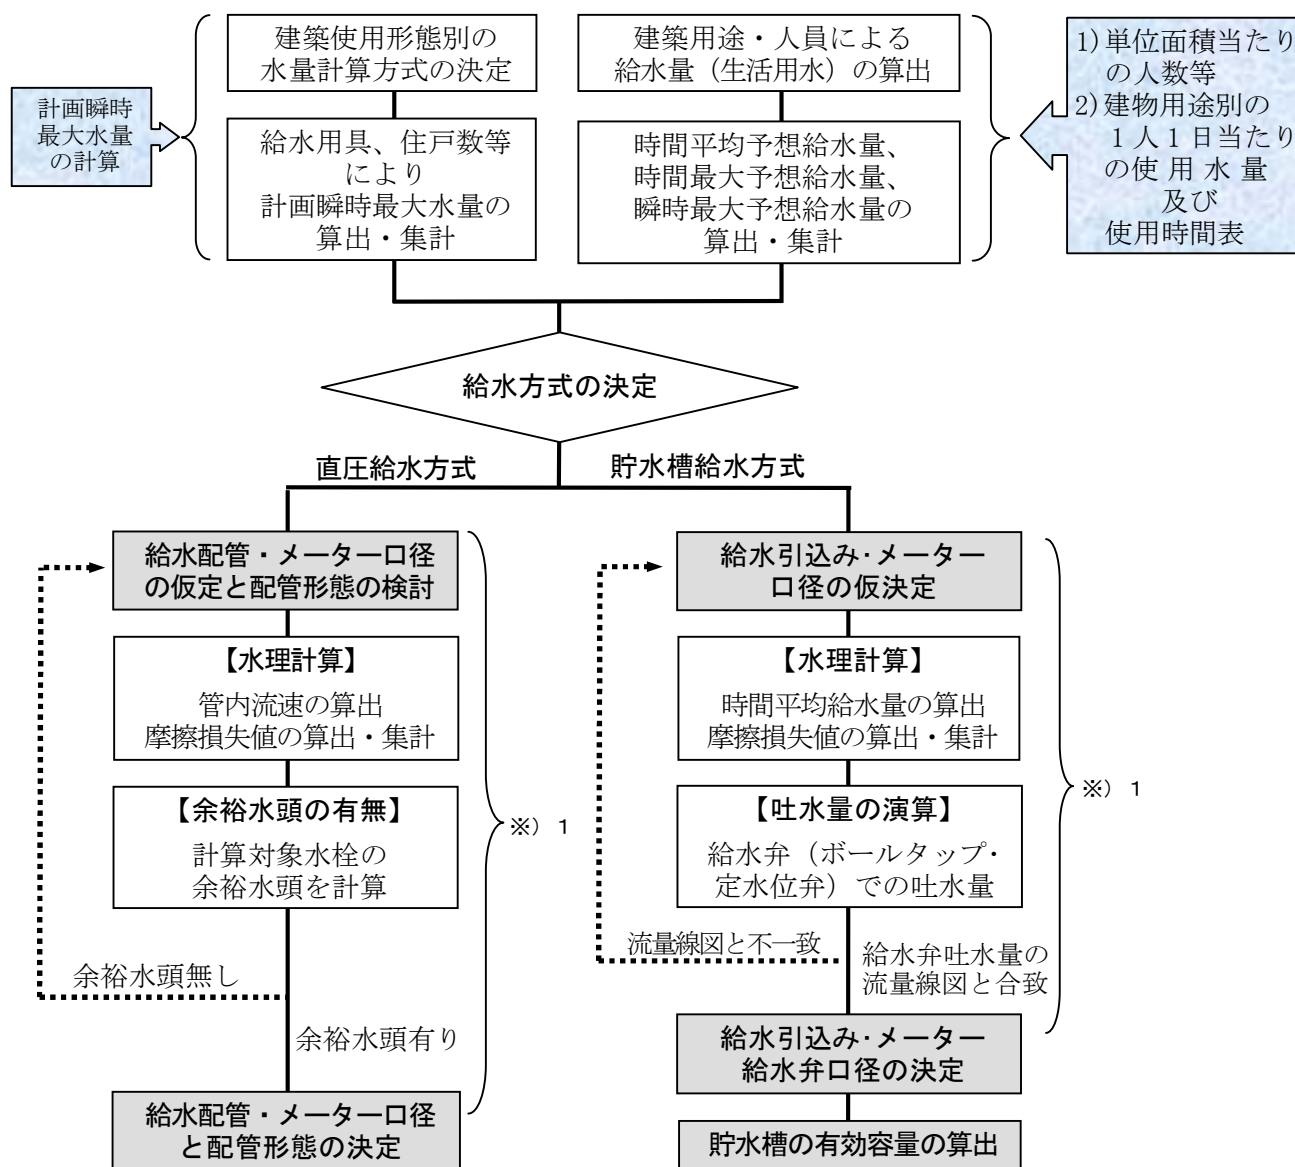 建築使用形態別の
水量計算方式の決定
建築用途・人員による
給水量（生活用水）の算出
1)単位面積当たり
の人数等
2)建物用途別の
１人１日当たり
の使用水量
及び
使用時間表
計画瞬時
最大水量
の計算
給水用具、住戸数等
により
計画瞬時最大水量の
算出・集計
時間平均予想給水量、
時間最大予想給水量、
瞬時最大予想給水量の
算出・集計
給水方式の決定
直圧給水方式
貯水槽給水方式
給水配管・メーター口径
の仮定と配管形態の検討
【水理計算】
管内流速の算出
摩擦損失値の算出・集計
【余裕水頭の有無】
計算対象水栓の
余裕水頭を計算
※）１
余裕水頭無し
余裕水頭有り
給水配管・メーター口径
と配管形態の決定
給水引込み・メーター
口径の仮決定
【水理計算】
時間平均給水量の算出
摩擦損失値の算出・集計
【吐水量の演算】
給水弁（ボールタップ・
定水位弁）での吐水量
※）１
流量線図と不一致
給水弁吐水量の
流量線図と合致
給水引込み・メーター
給水弁口径の決定
貯水槽の有効容量の算出